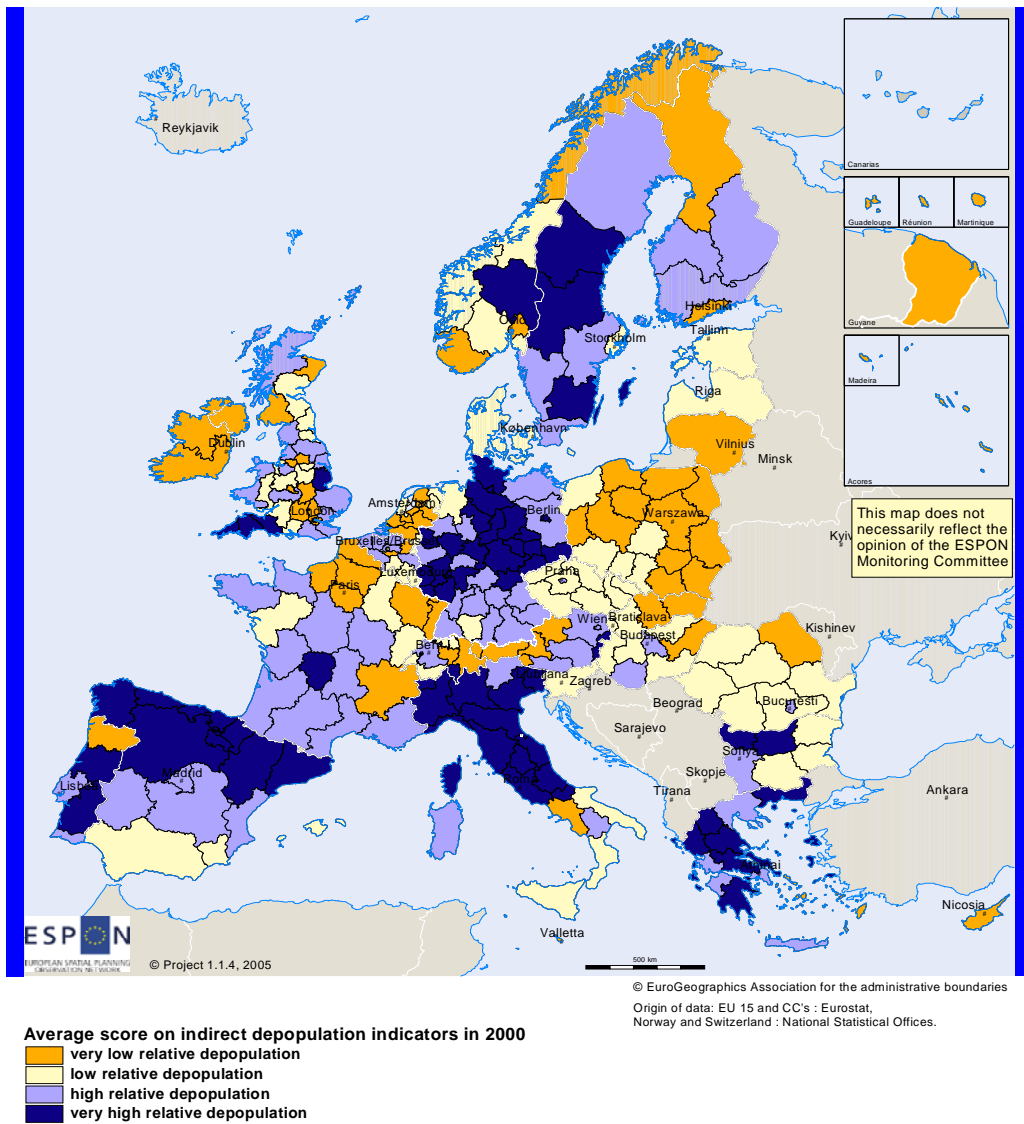 Reykjavik
Canarias
Guadeloupe
Réunion
Martinique
Guyane
Madeira
Acores
This map does not
necessarily reflect the
opinion of the ESPON
Monitoring Committee
Helsinki
Tallinn
Oslo
Stockholm
Riga
København
Vilnius
Minsk
Dublin
Amsterdam
Berlin
Warszawa
London
Kyiv
Bruxelles/Brussel
Luxembourg
Praha
Paris
Wien
Bratislava
Budapest
Kishinev
Bern
Ljubljana
Zagreb
Beograd
Bucuresti
Sarajevo
Sofiya
Skopje
Tirana
Roma
Madrid
Lisboa
Ankara
Athinai
Nicosia
Valletta
ESPON
EUROPEAN SPATIAL PLANNING
OBSERVATION NETWORK
© Project 1.1.4, 2005
500 km
© EuroGeographics Association for the administrative boundaries
Origin of data: EU 15 and CC's : Eurostat,
Norway and Switzerland : National Statistical Offices.
Average score on indirect depopulation indicators in 2000
very low relative depopulation
low relative depopulation
high relative depopulation
very high relative depopulation